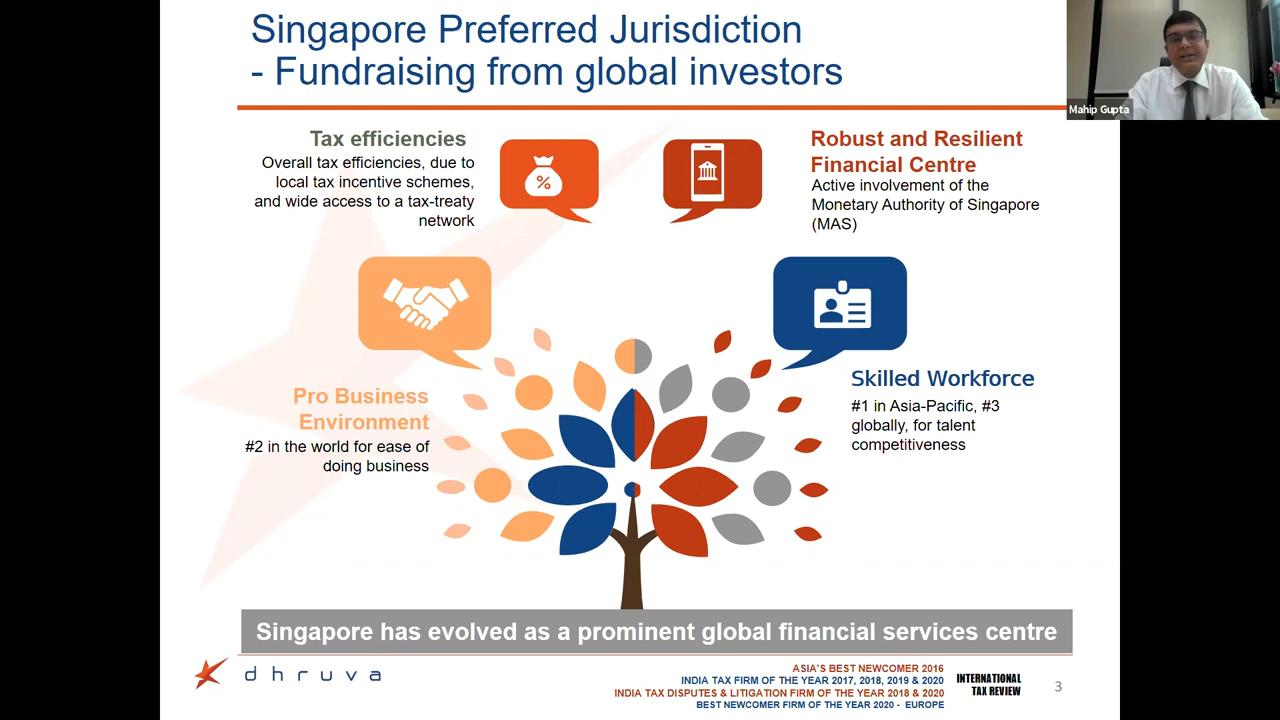 Singapore Preferred Jurisdiction
- Fundraising from global investors
Mahip Gupta
Tax efficiencies
Overall tax efficiencies, due to
local tax incentive schemes,
and wide access to a tax-treaty
network
%
Robust and Resilient
Financial Centre
Active involvement of the
Monetary Authority of Singapore
(MAS)
Pro Business
Environment
#2 in the world for ease of
doing business
Skilled Workforce
#1 in Asia-Pacific, #3
globally, for talent
competitiveness
Singapore has evolved as a prominent global financial services centre
dhruva
ASIA'S BEST NEWCOMER 2016
INDIA TAX FIRM OF THE YEAR 2017, 2018, 2019 & 2020
INDIA TAX DISPUTES & LITIGATION FIRM OF THE YEAR 2018 & 2020
BEST NEWCOMER FIRM OF THE YEAR 2020 - EUROPE
INTERNATIONAL
TAX REVIEW
3